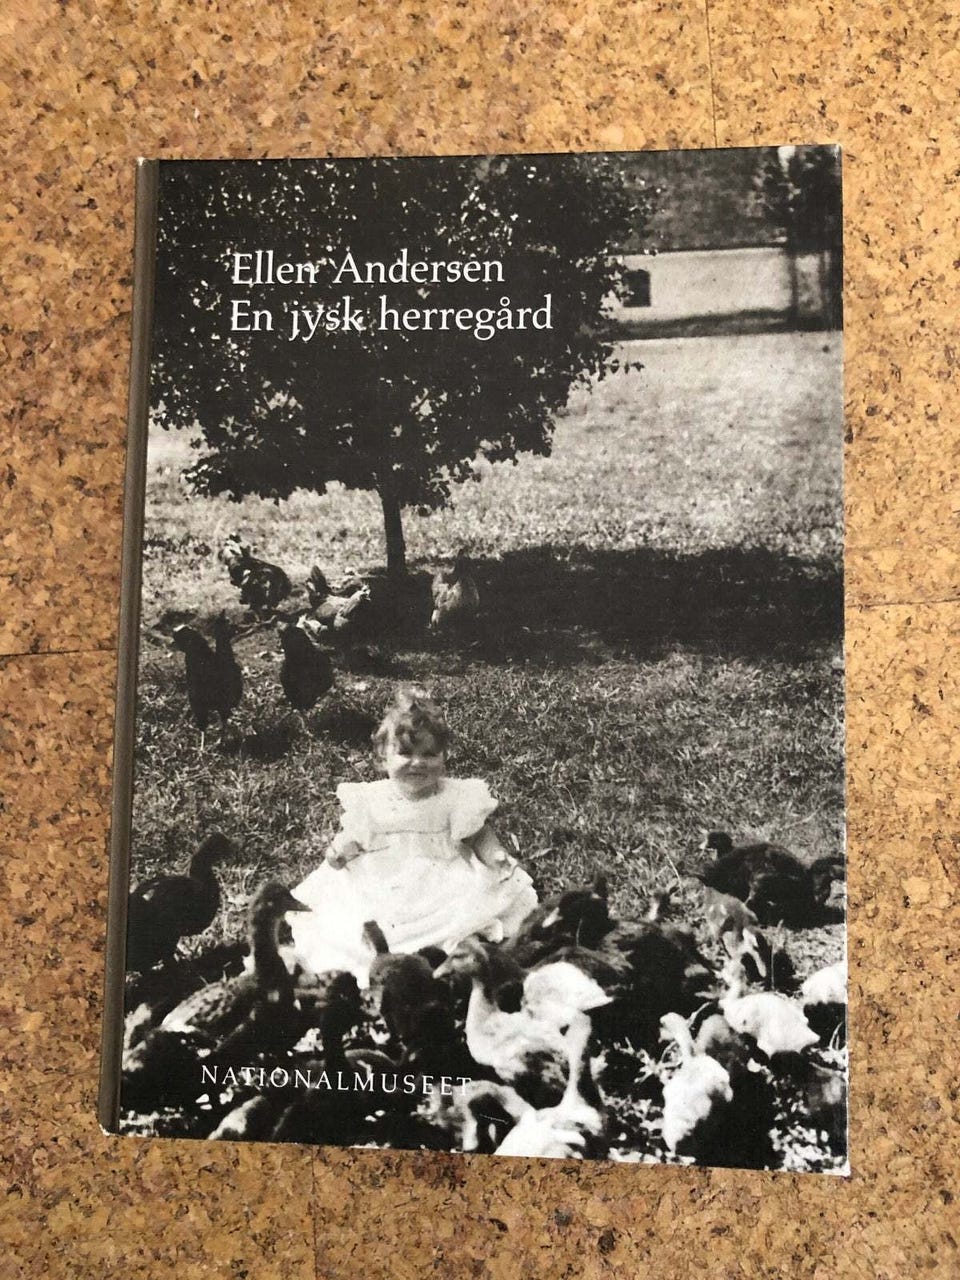 Ellen Andersen
En jysk herregård
NATIONALMUSEET